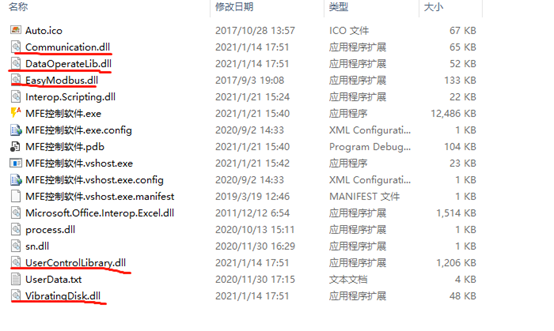 名称 修改日期 类型 大小
Auto.ico 2017/10/28 13:57 ICO 文件 67 KB
Communication.dll 2021/1/14 17:51 应用程序扩展 65 KB
DataOperateLib.dll 2021/1/14 17:51 应用程序扩展 52 KB
EasyModbus.dll 2017/9/3 19:08 应用程序扩展 133 KB
Interop.Scripting.dll 2021/1/21 15:24 应用程序扩展 22 KB
MFE控制软件.exe 2021/1/21 15:40 应用程序 12,486 KB
MFE控制软件.exe.config 2020/9/2 14:33 XML Configurati... 1 KB
MFE控制软件.pdb 2021/1/21 15:40 Program Debug... 104 KB
MFE控制软件.vshost.exe 2021/1/21 15:42 应用程序 23 KB
MFE控制软件.vshost.exe.config 2020/9/2 14:33 XML Configurati... 1 KB
MFE控制软件.vshost.exe.manifest 2019/3/19 12:46 MANIFEST 文件 1 KB
Microsoft.Office.Interop.Excel.dll 2011/12/12 6:54 应用程序扩展 1,514 KB
process.dll 2020/10/13 15:11 应用程序扩展 1 KB
sn.dll 2020/11/30 16:29 应用程序扩展 1 KB
UserControlLibrary.dll 2021/1/14 17:51 应用程序扩展 1,206 KB
UserData.txt 2020/11/30 17:15 文本文档 4 KB
VibratingDisk.dll 2021/1/14 17:51 应用程序扩展 48 KB